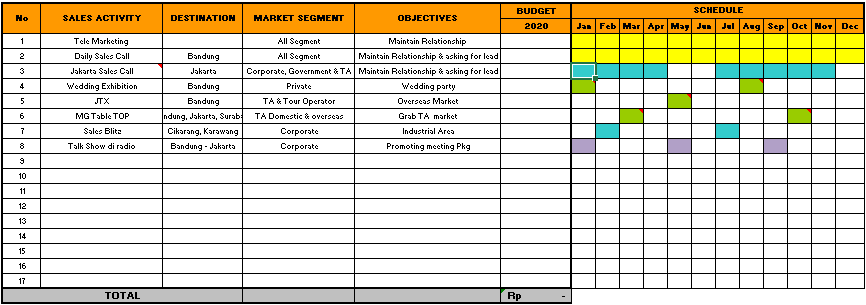 No SALES ACTIVITY DESTINATION MARKET SEGMENT OBJECTIVES BUDGET SCHEDULE
2020 Jan Feb Mar Apr May Jun Jul Aug Sep Oct Nov Dec
1 Tele Marketing All Segment Maintain Relationship
2 Daily Sales Call Bandung All Segment Maintain Relationship & asking for lead
3 Jakarta Sales Call Jakarta Corporate, Government & TA Maintain Relationship & asking for lead
4 Wedding Exhibition Bandung Private Wedding party
5 JTX Bandung TA & Tour Operator Overseas Market
6 MG Table TOP ndung, Jakarta, Suraba TA Domestic & overseas Grab TA market
7 Sales Blitz Cikarang, Karawang Corporate Industrial Area
8 Talk Show di radio Bandung - Jakarta Corporate Promoting meeting Pkg
9
10
11
12
13
14
15
16
17
TOTAL Rp -